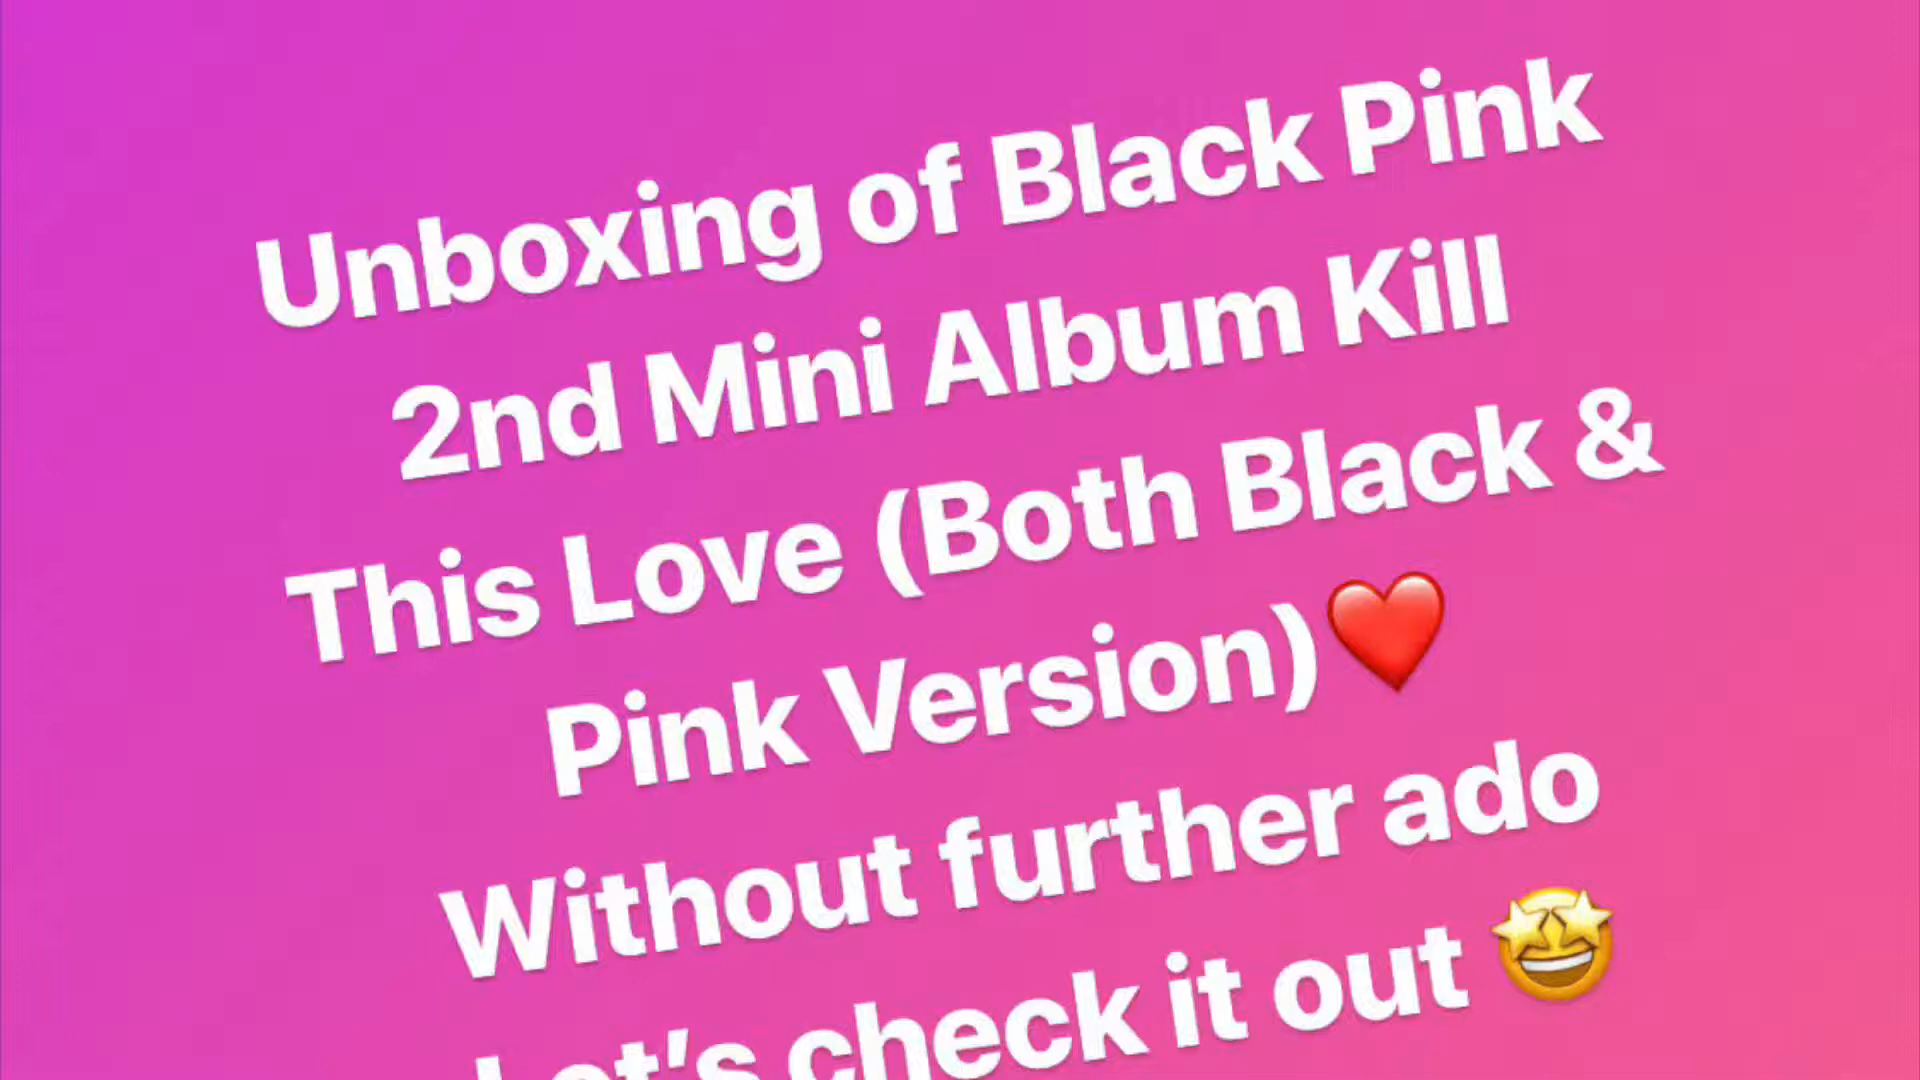 Unboxing of Black Pink
2nd Mini Album Kill
This Love (Both Black &
Pink Version)❤️
Without further ado
Let's check it out 🤩